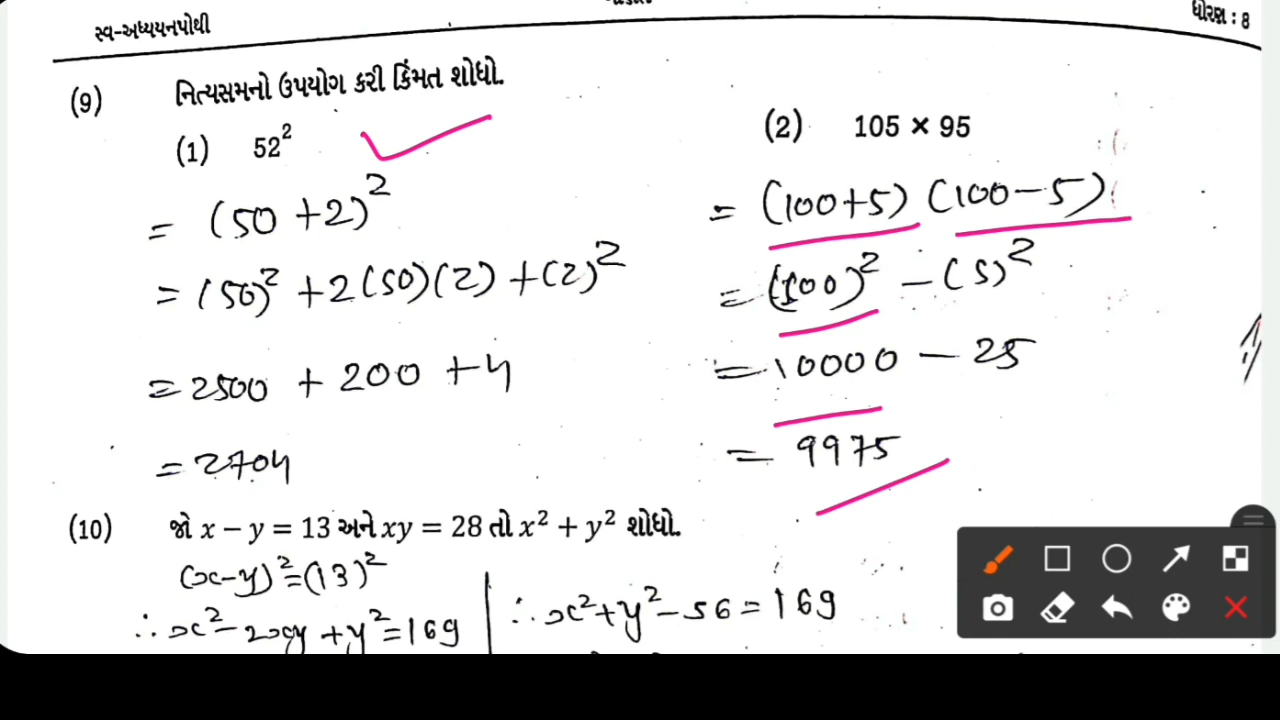 સ્વ-અધ્યયનપોથી
ધોરણ : 8
(9) નિત્યસમનો ઉપયોગ કરી કિંમત શોધો.
(1) 52²
= (50 +2)²
= (50)² +2(50)(2) +(2)²
= 2500 + 200 +4
= 2704
(2) 105 × 95
= (100+5) (100-5)
= (100)² - (5)²
= 10000 - 25
= 9975
(10) જો x − y = 13 અને xy = 28 તો x² + y² શોધો.
(x-y)² = (13)²
∴ x² - 2xy + y² = 169
∴ x² + y² - 56 = 169